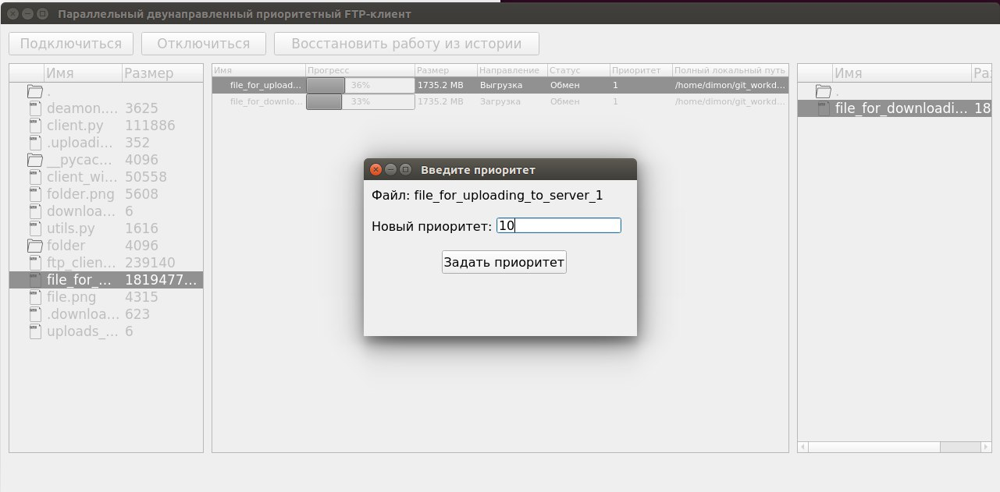 Параллельный двунаправленный приоритетный FTP-клиент
Подключиться Отключиться Восстановить работу из истории
Имя Размер
.
deamon.... 3625
client.py 111886
.uploadi... 352
__pycac... 4096
client_wi... 50558
folder.png 5608
downloa... 6
utils.py 1616
folder 4096
ftp_clien... 239140
file_for_... 1819477...
file.png 4315
.downloa... 623
uploads_... 6
Имя Прогресс Размер Направление Статус Приоритет Полный локальный путь
file_for_upload... 36% 1735.2 MB Выгрузка Обмен 1 /home/dimon/git_workd...
file_for_downlo... 33% 1735.2 MB Загрузка Обмен 1 /home/dimon/git_workd...
Введите приоритет
Файл: file_for_uploading_to_server_1
Новый приоритет: 10
Задать приоритет
Имя Раз
.
file_for_downloadi... 18